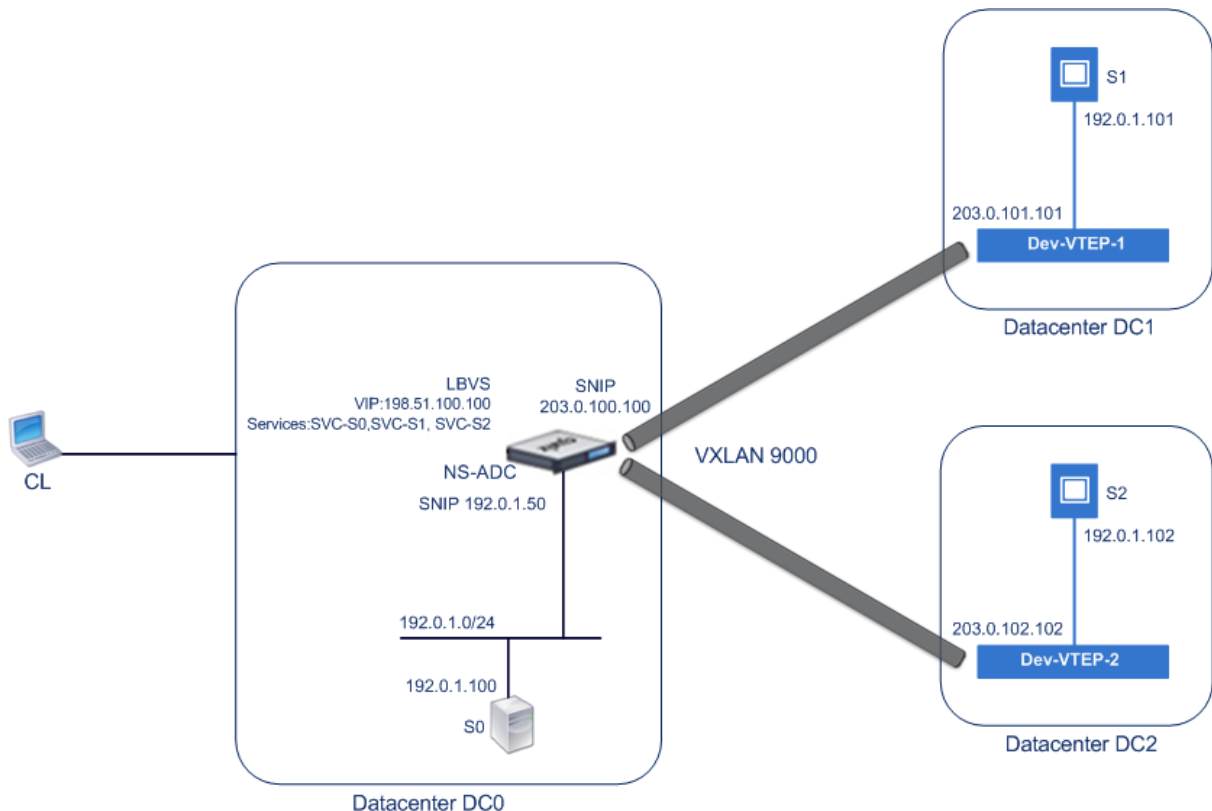 S1
192.0.1.101
203.0.101.101
Dev-VTEP-1
Datacenter DC1
LBVS
VIP:198.51.100.100
Services:SVC-S0,SVC-S1, SVC-S2
SNIP
203.0.100.100
CL
NS-ADC
SNIP 192.0.1.50
VXLAN 9000
S2
192.0.1.102
192.0.1.0/24
203.0.102.102
Dev-VTEP-2
192.0.1.100
S0
Datacenter DC2
Datacenter DC0